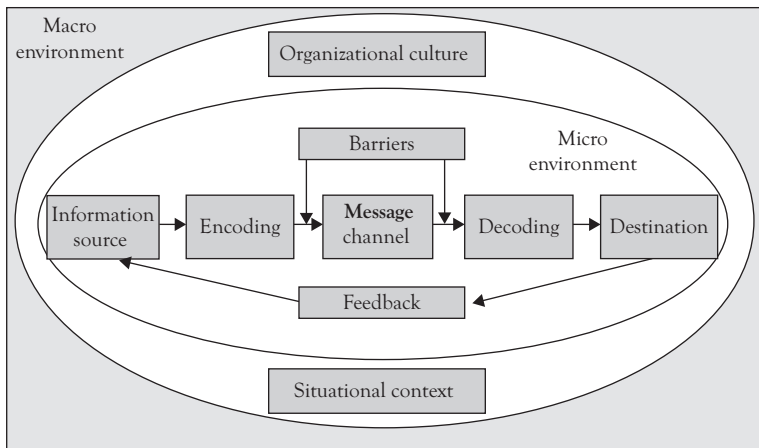 Macro
environment
Organizational culture
Barriers
Micro
environment
Information
source
Encoding
Message
channel
Decoding
Destination
Feedback
Situational context